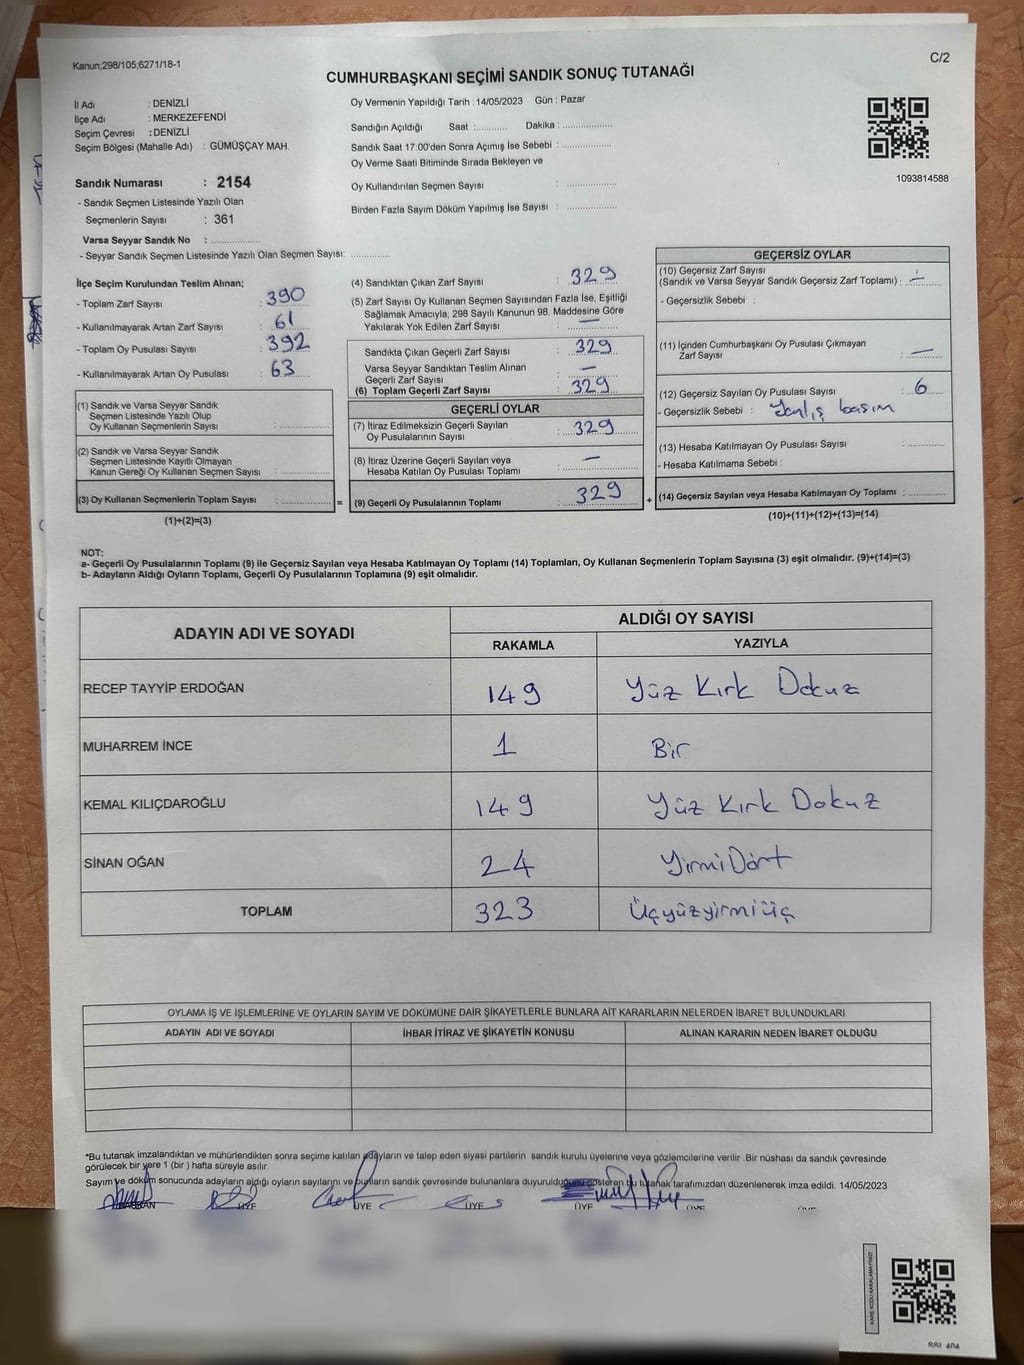 Kanun;298/105;6271/18-1
C/2
CUMHURBAŞKANI SEÇİMİ SANDIK SONUÇ TUTANAĞI
İl Adı : DENİZLİ
İlçe Adı : MERKEZEFENDİ
Seçim Çevresi : DENİZLİ
Seçim Bölgesi (Mahalle Adı) : GÜMÜŞÇAY MAH.
Sandık Numarası : 2154
- Sandık Seçmen Listesinde Yazılı Olan
Seçmenlerin Sayısı : 361
Varsa Seyyar Sandık No : ................
- Seyyar Sandık Seçmen Listesinde Yazılı Olan Seçmen Sayısı: ............
Oy Vermenin Yapıldığı Tarih : 14/05/2023 Gün : Pazar
Sandığın Açıldığı Saat :........... Dakika : ................
Sandık Saat 17:00'den Sonra Açımış İse Sebebi : ................
Oy Verme Saati Bitiminde Sırada Bekleyen ve
Oy Kullandırılan Seçmen Sayısı : ................
Birden Fazla Sayım Döküm Yapılmış İse Sayısı : ................
1093814588
İlçe Seçim Kurulundan Teslim Alınan;
- Toplam Zarf Sayısı : 390
- Kullanılmayarak Artan Zarf Sayısı : 61
- Toplam Oy Pusulası Sayısı : 392
- Kullanılmayarak Artan Oy Pusulası : 63
(1) Sandık ve Varsa Seyyar Sandık
Seçmen Listesinde Yazılı Olup
Oy Kullanan Seçmenlerin Sayısı : ............
(2) Sandık ve Varsa Seyyar Sandık
Seçmen Listesinde Kayıtlı Olmayan
Kanun Gereği Oy Kullanan Seçmen Sayısı : ............
(3) Oy Kullanan Seçmenlerin Toplam Sayısı : ............ =
(1)+(2)=(3)
(4) Sandıktan Çıkan Zarf Sayısı : 329
(5) Zarf Sayısı Oy Kullanan Seçmen Sayısından Fazla İse, Eşitliği
Sağlamak Amacıyla; 298 Sayılı Kanunun 98. Maddesine Göre
Yakılarak Yok Edilen Zarf Sayısı : —
Sandıkta Çıkan Geçerli Zarf Sayısı : 329
Varsa Seyyar Sandıktan Teslim Alınan
Geçerli Zarf Sayısı : —
(6) Toplam Geçerli Zarf Sayısı : 329
GEÇERLİ OYLAR
(7) İtiraz Edilmeksizin Geçerli Sayılan
Oy Pusulalarının Sayısı : 329
(8) İtiraz Üzerine Geçerli Sayılan veya
Hesaba Katılan Oy Pusulası Toplamı : —
(9) Geçerli Oy Pusulalarının Toplamı : 329 +
GEÇERSİZ OYLAR
(10) Geçersiz Zarf Sayısı
(Sandık ve Varsa Seyyar Sandık Geçersiz Zarf Toplamı) : —
- Geçersizlik Sebebi :
(11) İçinden Cumhurbaşkanı Oy Pusulası Çıkmayan
Zarf Sayısı : —
(12) Geçersiz Sayılan Oy Pusulası Sayısı : 6
- Geçersizlik Sebebi : Yanlış basım
(13) Hesaba Katılmayan Oy Pusulası Sayısı : ............
- Hesaba Katılmama Sebebi :
(14) Geçersiz Sayılan veya Hesaba Katılmayan Oy Toplamı : ............
(10)+(11)+(12)+(13)=(14)
NOT:
a- Geçerli Oy Pusulalarının Toplamı (9) ile Geçersiz Sayılan veya Hesaba Katılmayan Oy Toplamı (14) Toplamları, Oy Kullanan Seçmenlerin Toplam Sayısına (3) eşit olmalıdır. (9)+(14)=(3)
b- Adayların Aldığı Oyların Toplamı, Geçerli Oy Pusulalarının Toplamına (9) eşit olmalıdır.
ADAYIN ADI VE SOYADI ALDIĞI OY SAYISI
RAKAMLA YAZIYLA
RECEP TAYYİP ERDOĞAN 149 Yüz Kırk Dokuz
MUHARREM İNCE 1 Bir
KEMAL KILIÇDAROĞLU 149 Yüz Kırk Dokuz
SİNAN OĞAN 24 YirmiDört
TOPLAM 323 Üçyüzyirmiüç
OYLAMA İŞ VE İŞLEMLERİNE VE OYLARIN SAYIM VE DÖKÜMÜNE DAİR ŞİKAYETLERLE BUNLARA AİT KARARLARIN NELERDEN İBARET BULUNDUKLARI
ADAYIN ADI VE SOYADI İHBAR İTİRAZ VE ŞİKAYETİN KONUSU ALINAN KARARIN NEDEN İBARET OLDUĞU
*Bu tutanak imzalandıktan ve mühürlendikten sonra seçime katılan adayların ve talep eden siyasi partilerin sandık kurulu üyelerine veya gözlemcilerine verilir .Bir nüshası da sandık çevresinde
görülecek bir yere 1 (bir ) hafta süreyle asılır.
Sayım ve döküm sonucunda adayların aldığı oyların sayılarını ve bunların sandık çevresinde bulunanlara duyurulduğunu gösteren bu tutanak tarafımızdan düzenlenerek imza edildi. 14/05/2023
BAŞKAN ÜYE ÜYE ÜYE ÜYE ÜYE ÜYE
KARE KODU KARALAMAYINIZ!